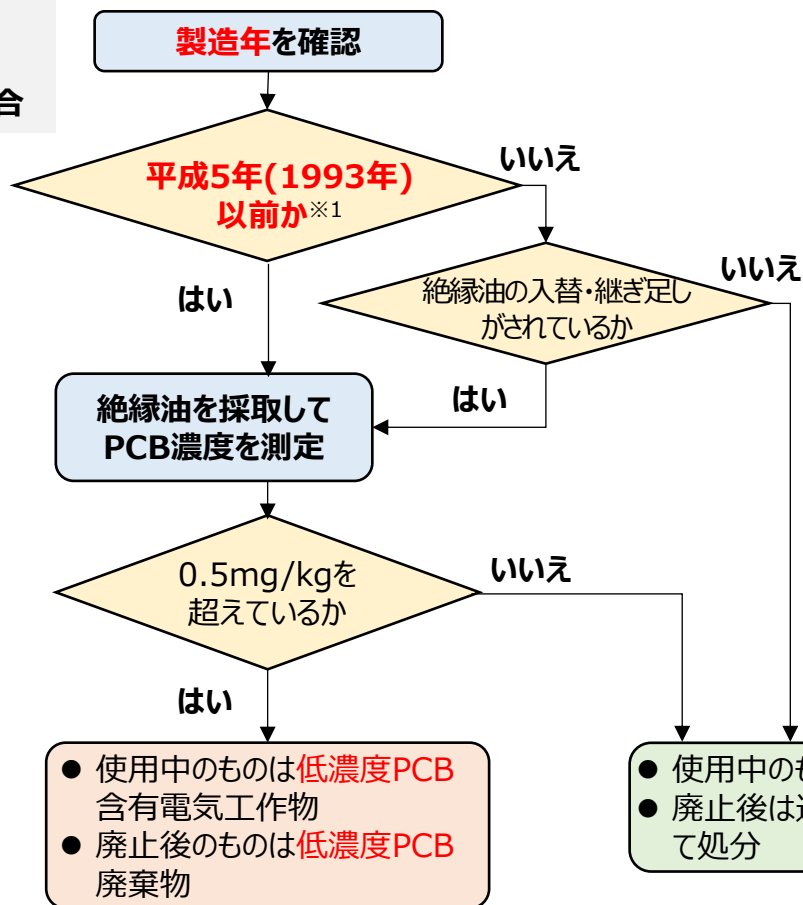 合
製造年を確認
平成5年(1993年)
以前か※1
いいえ
絶縁油の入替・継ぎ足し
がされているか
いいえ
はい
はい
絶縁油を採取して
PCB濃度を測定
0.5mg/kgを
超えているか
いいえ
はい
● 使用中のものは低濃度PCB
含有電気工作物
● 廃止後のものは低濃度PCB
廃棄物
● 使用中のも
● 廃止後は
て処分